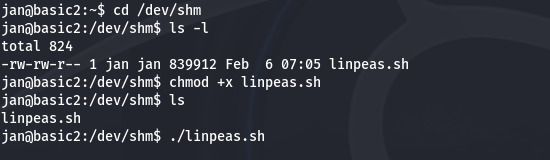 jan@basic2:~$ cd /dev/shm
jan@basic2:/dev/shm$ ls -l
total 824
-rw-rw-r-- 1 jan jan 839912 Feb  6 07:05 linpeas.sh
jan@basic2:/dev/shm$ chmod +x linpeas.sh
jan@basic2:/dev/shm$ ls
linpeas.sh
jan@basic2:/dev/shm$ ./linpeas.sh